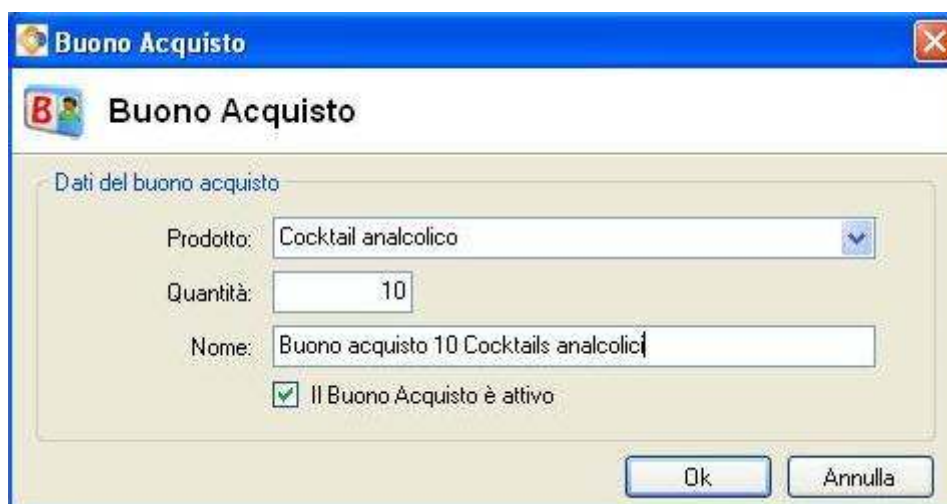 Buono Acquisto
B Buono Acquisto
Dati del buono acquisto
Prodotto: Cocktail analcolico
Quantità: 10
Nome: Buono acquisto 10 Cocktails analcolici
Il Buono Acquisto è attivo
Ok Annulla